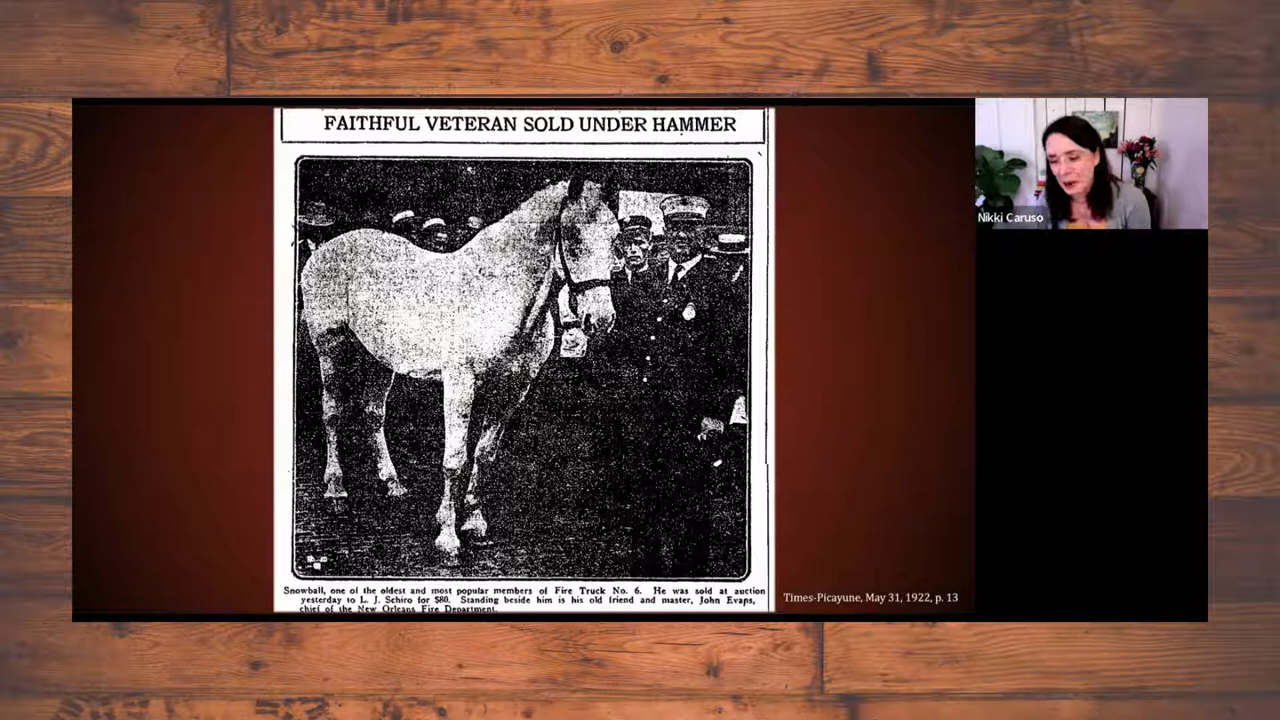 FAITHFUL VETERAN SOLD UNDER HAMMER
Nikki Caruso
Snowball, one of the oldest and most popular members of Fire Truck No. 6. He was sold at auction
yesterday to L. J. Schiro for $80. Standing beside him is his old friend and master, John Evans,
chief of the New Orleans Fire Department.
Times-Picayune, May 31, 1922, p. 13